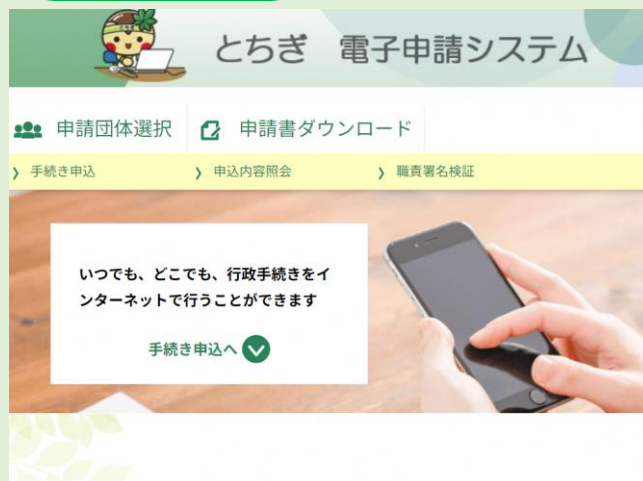 とちぎ 電子申請システム
申請団体選択 申請書ダウンロード
手続き申込 申込内容照会 職責署名検証
いつでも、どこでも、行政手続きをイ
ンターネットで行うことができます
手続き申込へ